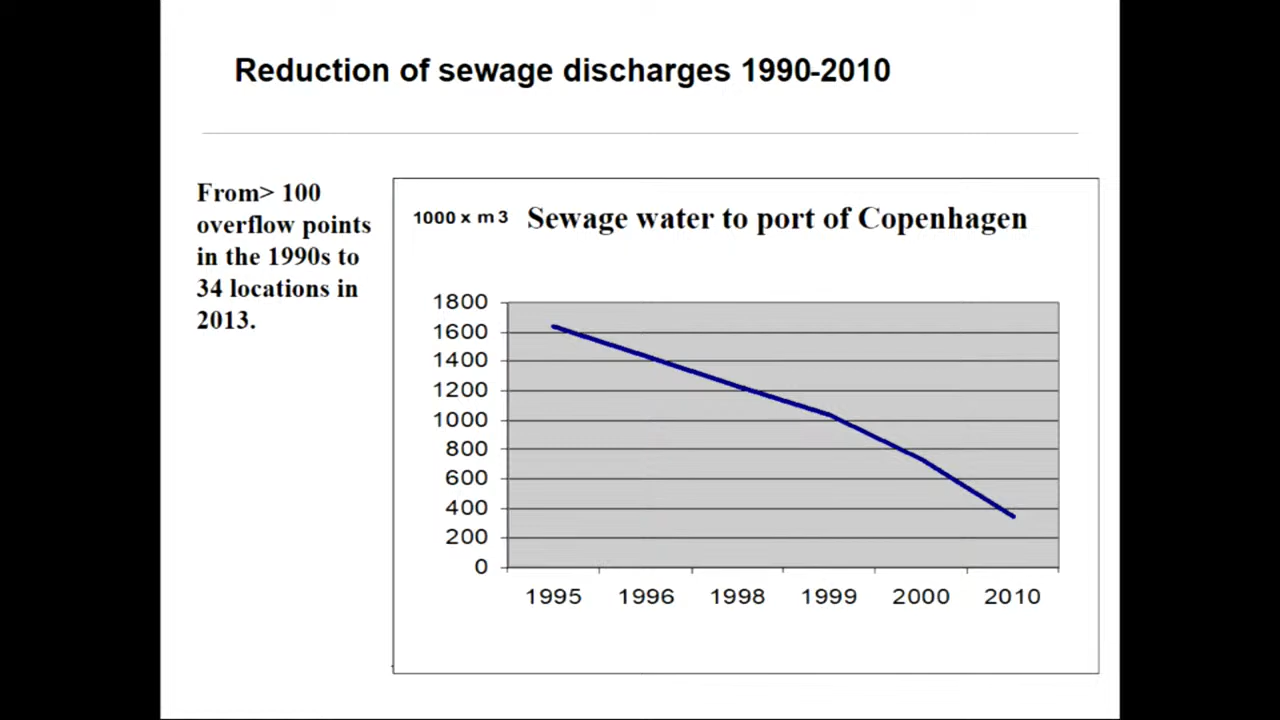 Reduction of sewage discharges 1990-2010
From> 100
overflow points
in the 1990s to
34 locations in
2013.
1000 x m 3 Sewage water to port of Copenhagen
1800
1600
1400
1200
1000
800
600
400
200
0
1995 1996 1998 1999 2000 2010